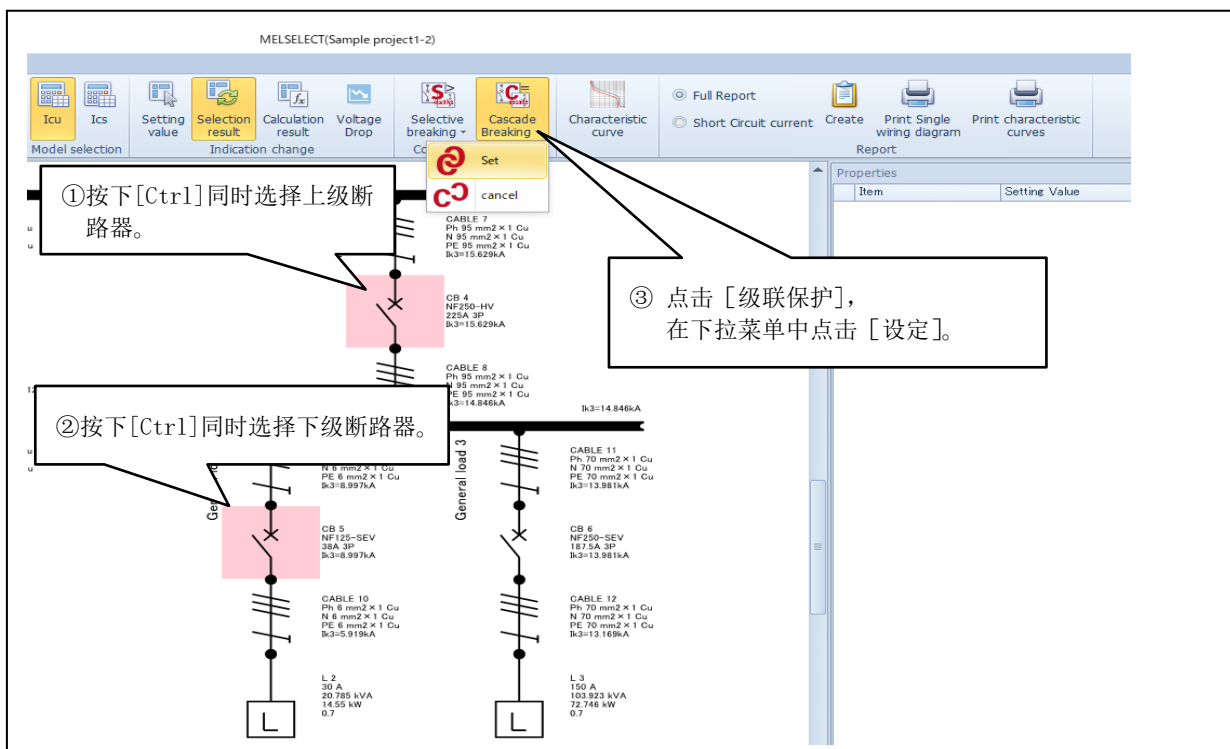 MELSELECT(Sample project1-2)
Icu
Ics
Model selection
Setting value
Selection result
Calculation result
Voltage Drop
Indication change
Selective breaking
Cascade Breaking
Characteristic curve
Full Report
Short Circuit current
Create
Print Single wiring diagram
Print characteristic curves
Report
Set
cancel
Properties
Item
Setting Value
①按下[Ctrl]同时选择上级断
路器。
CABLE 7
Ph 95 mm2×1 Cu
N 95 mm2×1 Cu
PE 95 mm2×1 Cu
Ik3=15.629kA
③ 点击［级联保护］，
在下拉菜单中点击［设定］。
CB 4
NF250-HV
225A 3P
Ik3=15.629kA
CABLE 8
Ph 95 mm2×1 Cu
N 95 mm2×1 Cu
PE 95 mm2×1 Cu
Ik3=14.846kA
Ik3=14.846kA
②按下[Ctrl]同时选择下级断路器。
N 6 mm2×1 Cu
PE 6 mm2×1 Cu
Ik3=8.997kA
General load 3
CABLE 11
Ph 70 mm2×1 Cu
N 70 mm2×1 Cu
PE 70 mm2×1 Cu
Ik3=13.981kA
CB 5
NF125-SEV
38A 3P
Ik3=8.997kA
CB 6
NF250-SEV
187.5A 3P
Ik3=13.981kA
CABLE 10
Ph 6 mm2×1 Cu
N 6 mm2×1 Cu
PE 6 mm2×1 Cu
Ik3=5.919kA
CABLE 12
Ph 70 mm2×1 Cu
N 70 mm2×1 Cu
PE 70 mm2×1 Cu
Ik3=13.169kA
L 2
30 A
20.785 kVA
14.55 kW
0.7
L
L 3
150 A
103.923 kVA
72.746 kW
0.7
L